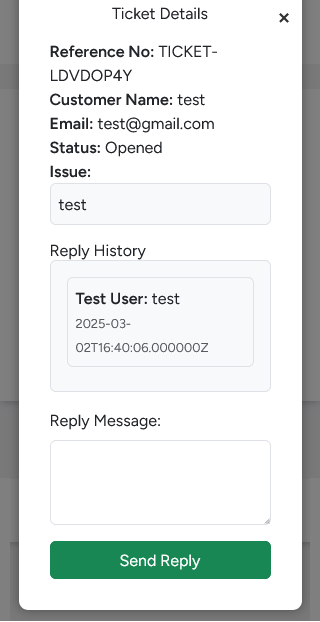 Ticket Details
×
Reference No: TICKET-
LDVDOP4Y
Customer Name: test
Email: test@gmail.com
Status: Opened
Issue:
test
Reply History
Test User: test
2025-03-
02T16:40:06.000000Z
Reply Message:
Send Reply